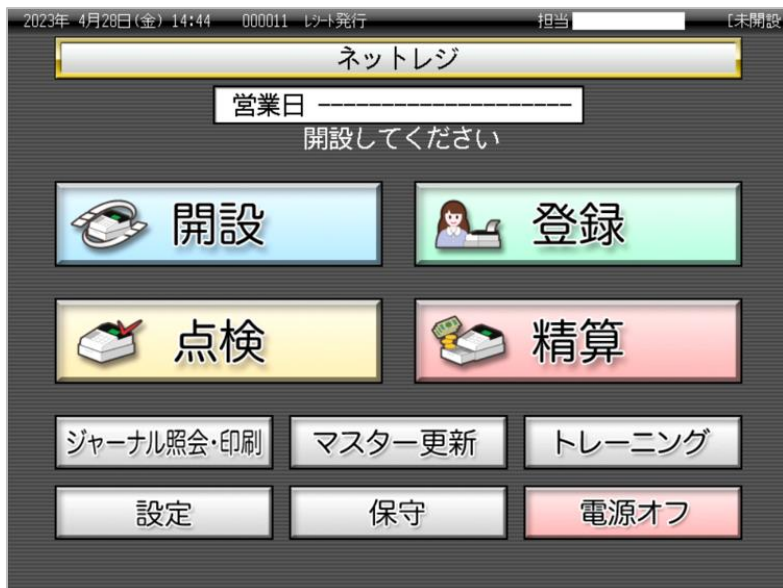 2023年 4月28日(金) 14:44 000011 ﾚｼｰﾄ発行 担当 [未開設
ネットレジ
営業日 --------------------
開設してください
開設 登録
点検 精算
ジャーナル照会・印刷 マスター更新 トレーニング
設定 保守 電源オフ